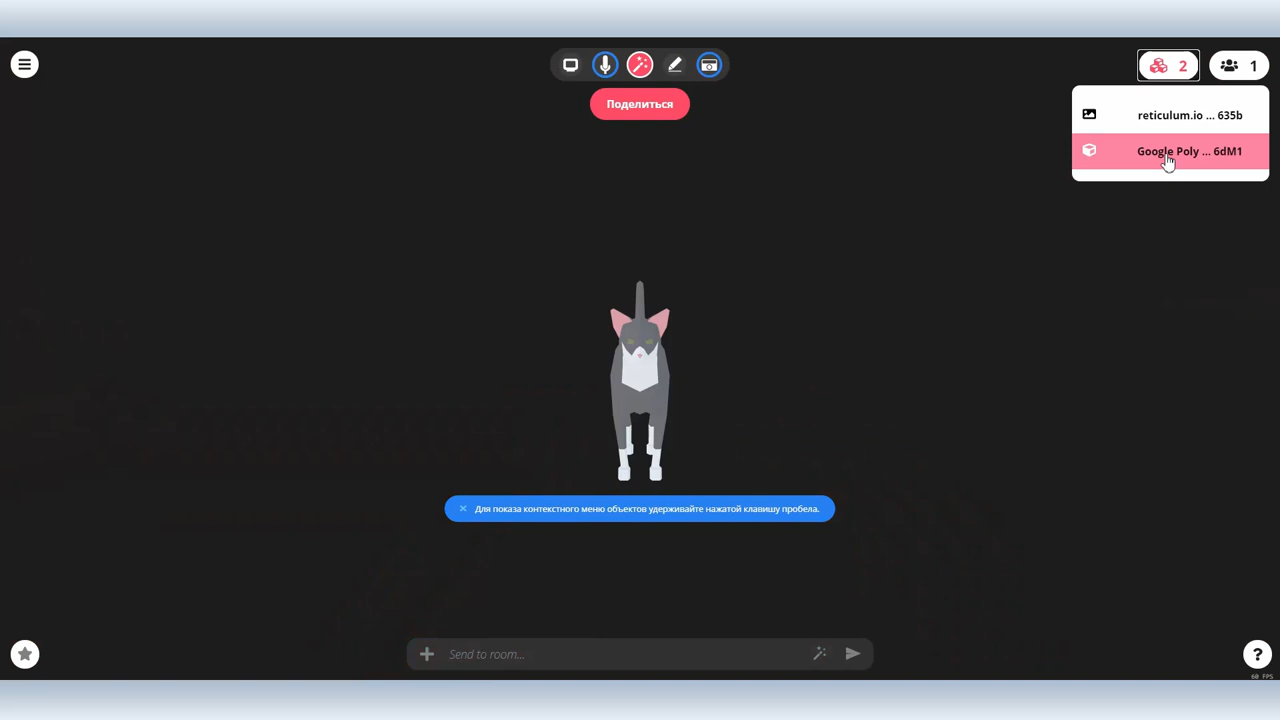 2
1
Поделиться
reticulum.io ... 635b
Google Poly ... 6dM1
Для показа контекстного меню объектов удерживайте нажатой клавишу пробела.
Send to room...
?
60 FPS